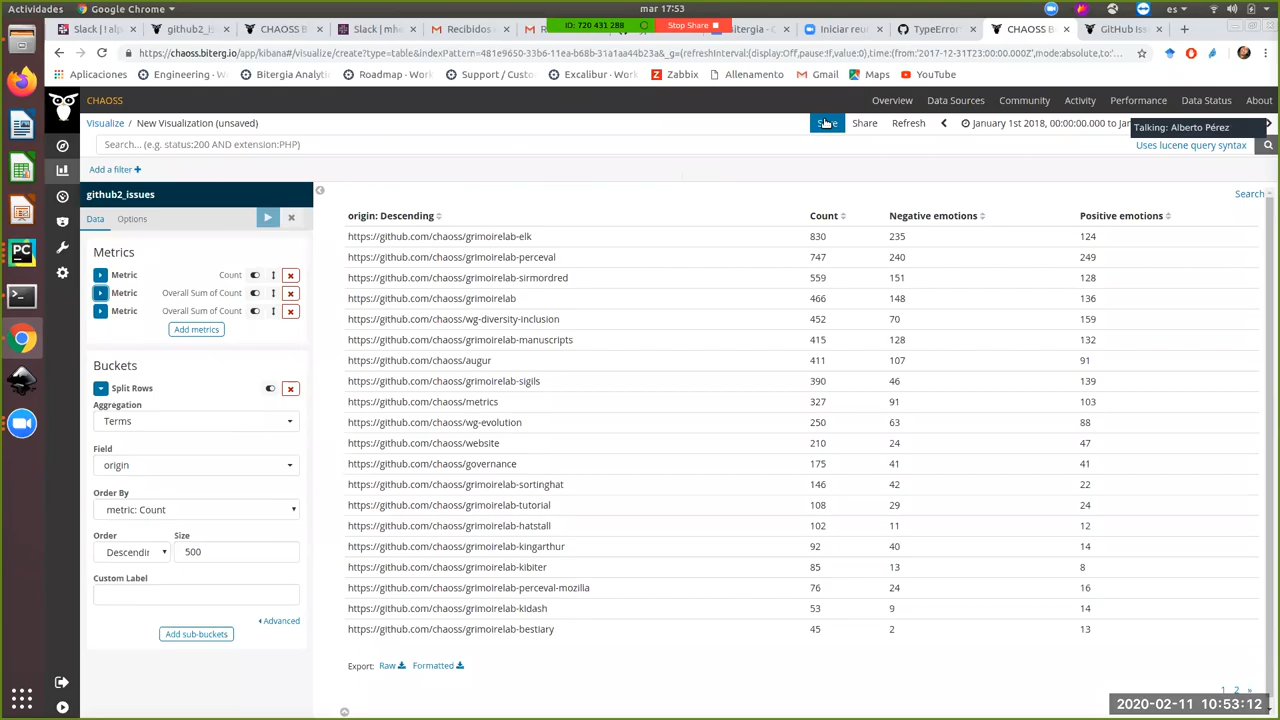 Actividades
Google Chrome
mar 17:53
es
Slack | f
github2_i
CHAOSS
Slack | mhe
Recibidos
ID: 720 431 288
Stop Share
Bitergia - C
Iniciar reu
TypeError
CHAOSS Bi
GitHub Iss
https://chaoss.biterg.io/app/kibana#/visualize/create?type=table&indexPattern=481e9650-33b6-11ea-b68b-31a1aa44b23a&_g=(refreshInterval:(display:Off,pause:!f,value:0),time:(from:'2017-12-31T23:00:00.000Z',mode:absolute,to:'
Aplicaciones
Engineering - W
Bitergia Analyti
Roadmap - Work
Support / Custo
Excalibur - Work
Zabbix
Allenamento
Gmail
Maps
YouTube
CHAOSS
Overview
Data Sources
Community
Activity
Performance
Data Status
About
Visualize / New Visualization (unsaved)
Save
Share
Refresh
January 1st 2018, 00:00:00.000 to Jan
Talking: Alberto Pérez
Search... (e.g. status:200 AND extension:PHP)
Uses lucene query syntax
Add a filter +
github2_issues
Data
Options
Metrics
Metric Count
Metric Overall Sum of Count
Metric Overall Sum of Count
Add metrics
Buckets
Split Rows
Aggregation
Terms
Field
origin
Order By
metric: Count
Order
Size
Descendin
500
Custom Label
Advanced
Add sub-buckets
Search
origin: Descending Count Negative emotions Positive emotions
https://github.com/chaoss/grimoirelab-elk 830 235 124
https://github.com/chaoss/grimoirelab-perceval 747 240 249
https://github.com/chaoss/grimoirelab-sirmordred 559 151 128
https://github.com/chaoss/grimoirelab 466 148 136
https://github.com/chaoss/wg-diversity-inclusion 452 70 159
https://github.com/chaoss/grimoirelab-manuscripts 415 128 132
https://github.com/chaoss/augur 411 107 91
https://github.com/chaoss/grimoirelab-sigils 390 46 139
https://github.com/chaoss/metrics 327 91 103
https://github.com/chaoss/wg-evolution 250 63 88
https://github.com/chaoss/website 210 24 47
https://github.com/chaoss/governance 175 41 41
https://github.com/chaoss/grimoirelab-sortinghat 146 42 22
https://github.com/chaoss/grimoirelab-tutorial 108 29 24
https://github.com/chaoss/grimoirelab-hatstall 102 11 12
https://github.com/chaoss/grimoirelab-kingarthur 92 40 14
https://github.com/chaoss/grimoirelab-kibiter 85 13 8
https://github.com/chaoss/grimoirelab-perceval-mozilla 76 24 16
https://github.com/chaoss/grimoirelab-kidash 53 9 14
https://github.com/chaoss/grimoirelab-bestiary 45 2 13
Export: Raw Formatted
1 2 »
2020-02-11 10:53:12